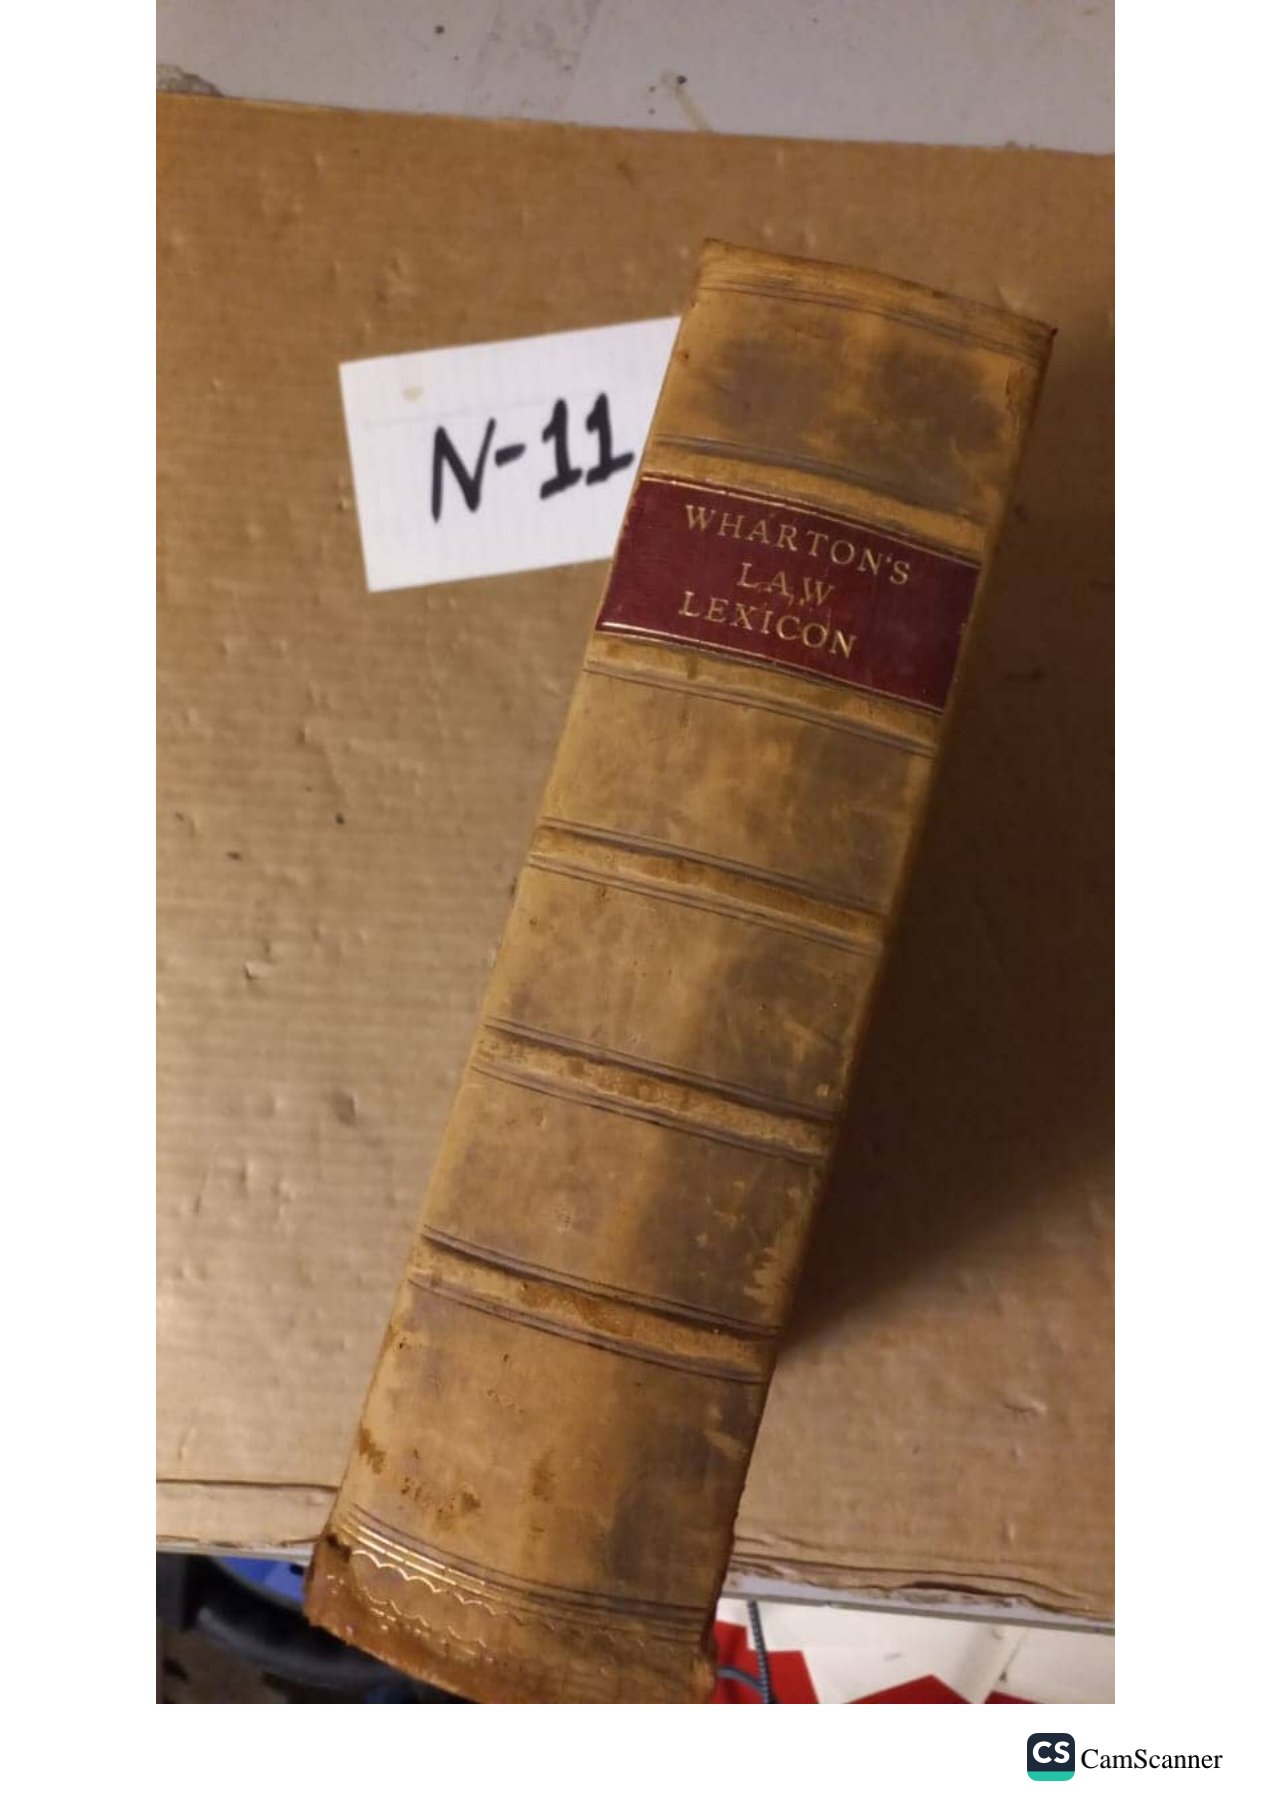 N-11
WHARTON'S
LAW
LEXICON
CS CamScanner